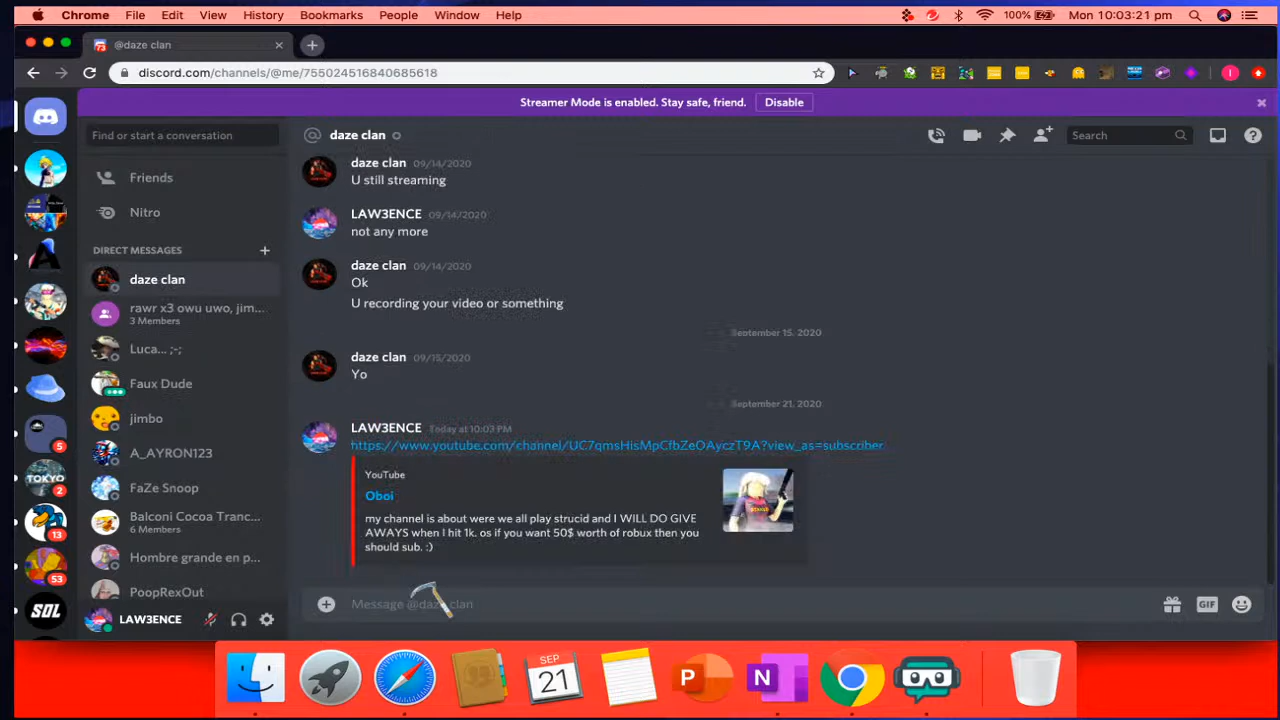 Chrome File Edit View History Bookmarks People Window Help 100% Mon 10:03:21 pm
@daze clan
discord.com/channels/@me/755024516840685618
Streamer Mode is enabled. Stay safe, friend. Disable
Find or start a conversation
Friends
Nitro
DIRECT MESSAGES
daze clan
rawr x3 owu uwo, jim...
3 Members
Luca... ;-;
Faux Dude
jimbo
A_AYRON123
FaZe Snoop
Balconi Cocoa Tranc...
6 Members
Hombre grande en p...
PoopRexOut
LAW3ENCE
5
2
13
53
SOL
daze clan
Search
daze clan 09/14/2020
U still streaming
LAW3ENCE 09/14/2020
not any more
daze clan 09/14/2020
Ok
U recording your video or something
September 15, 2020
daze clan 09/15/2020
Yo
September 21, 2020
LAW3ENCE Today at 10:03 PM
https://www.youtube.com/channel/UC7qmsHisMpCfbZeOAyczT9A?view_as=subscriber
YouTube
Oboi
my channel is about were we all play strucid and I WILL DO GIVE
AWAYS when I hit 1k. os if you want 50$ worth of robux then you
should sub. :)
Message @daze clan
GIF
SEP
21
P
N